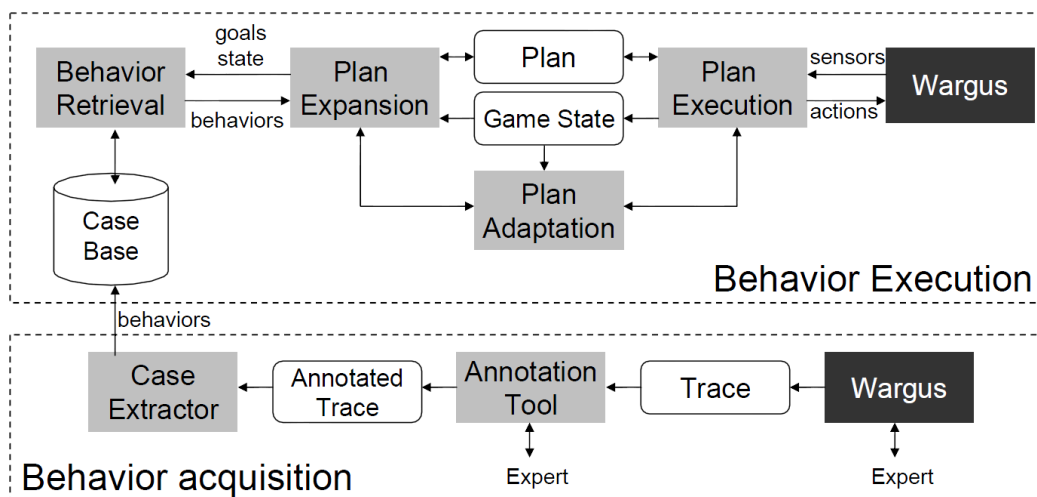 goals
state
behaviors
Behavior
Retrieval
Plan
Expansion
Plan
Game State
Plan
Adaptation
Plan
Execution
sensors
actions
Wargus
Case
Base
Behavior Execution
behaviors
Case
Extractor
Annotated
Trace
Annotation
Tool
Trace
Wargus
Expert
Expert
Behavior acquisition